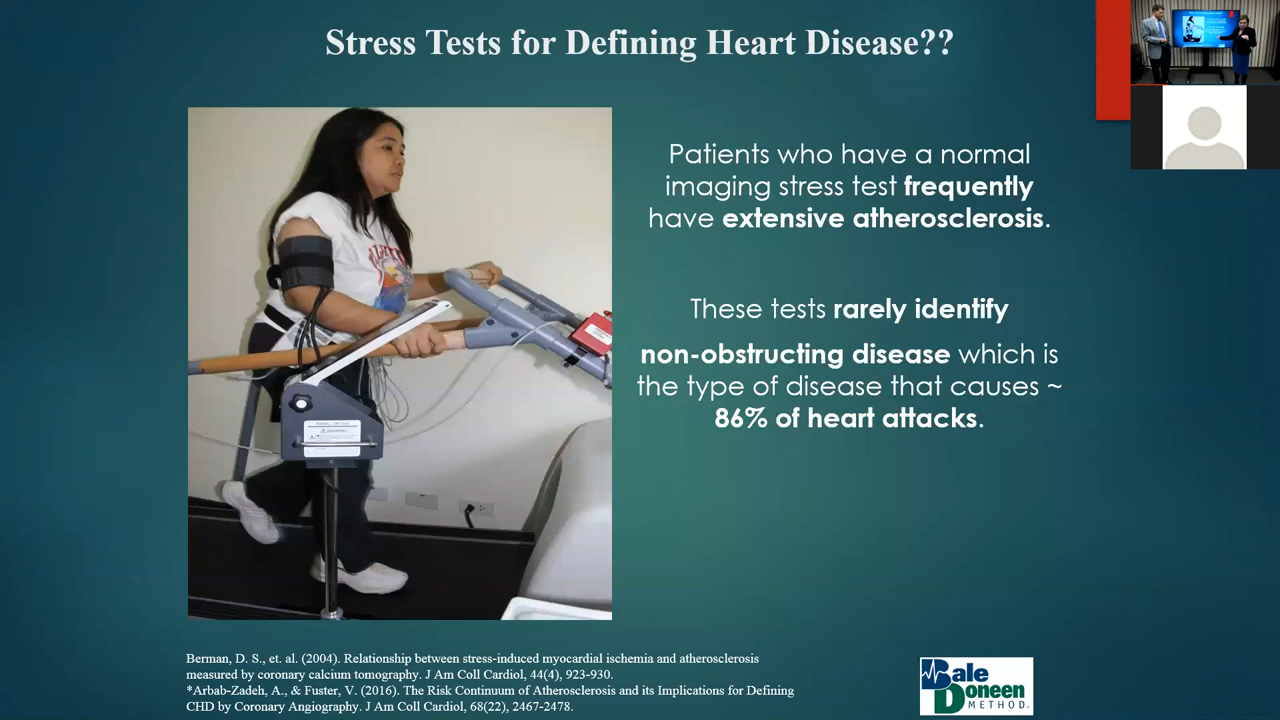 Stress Tests for Defining Heart Disease??
Patients who have a normal
imaging stress test frequently
have extensive atherosclerosis.
These tests rarely identify
non-obstructing disease which is
the type of disease that causes ~
86% of heart attacks.
Berman, D. S., et. al. (2004). Relationship between stress-induced myocardial ischemia and atherosclerosis
measured by coronary calcium tomography. J Am Coll Cardiol, 44(4), 923-930.
*Arbab-Zadeh, A., & Fuster, V. (2016). The Risk Continuum of Atherosclerosis and its Implications for Defining
CHD by Coronary Angiography. J Am Coll Cardiol, 68(22), 2467-2478.
Bale
Doneen
METHOD.